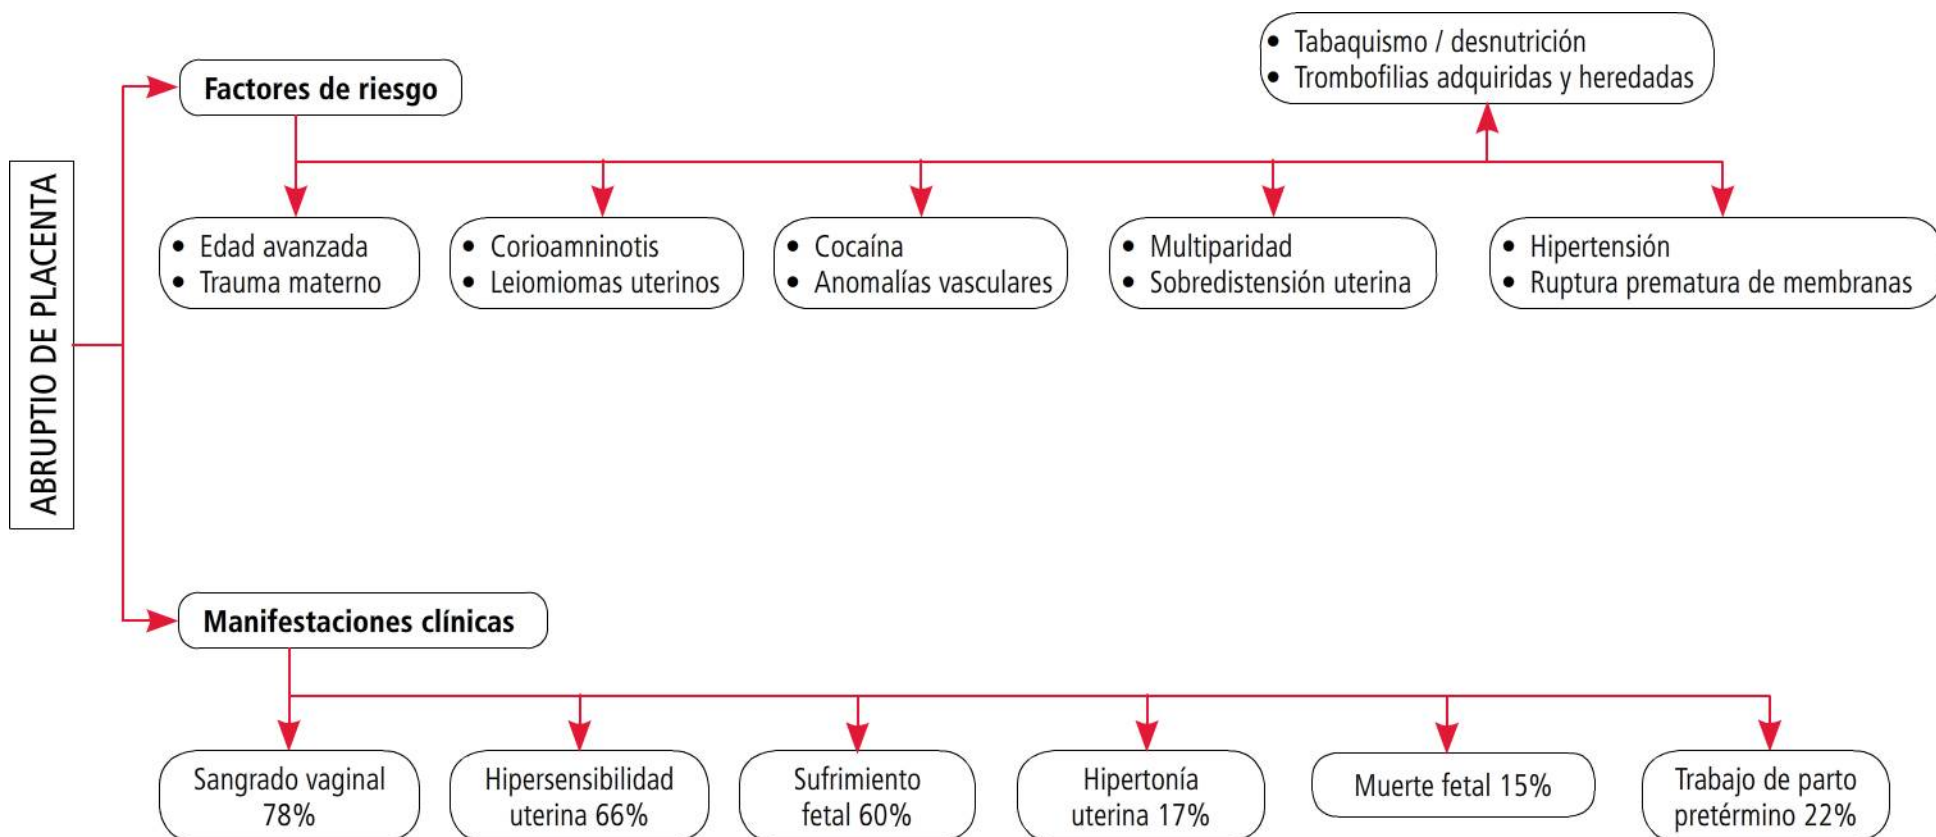 ABRUPTIO DE PLACENTA
Factores de riesgo
• Tabaquismo / desnutrición
• Trombofilias adquiridas y heredadas
• Edad avanzada
• Trauma materno
• Corioamninotis
• Leiomiomas uterinos
• Cocaína
• Anomalías vasculares
• Multiparidad
• Sobredistensión uterina
• Hipertensión
• Ruptura prematura de membranas
Manifestaciones clínicas
Sangrado vaginal
78%
Hipersensibilidad
uterina 66%
Sufrimiento
fetal 60%
Hipertonía
uterina 17%
Muerte fetal 15%
Trabajo de parto
pretérmino 22%